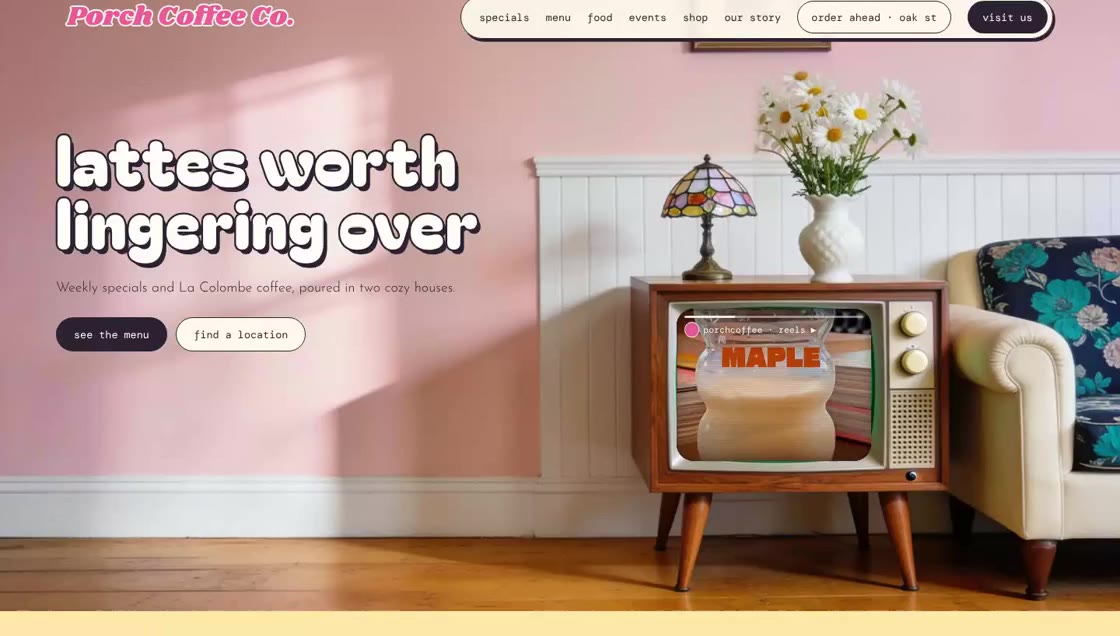 Porch Coffee Co.
specials menu food events shop our story order ahead · oak st visit us
lattes worth
lingering over
Weekly specials and La Colombe coffee, poured in two cozy houses.
see the menu find a location
porchcoffee · reels ▶
MAPLE